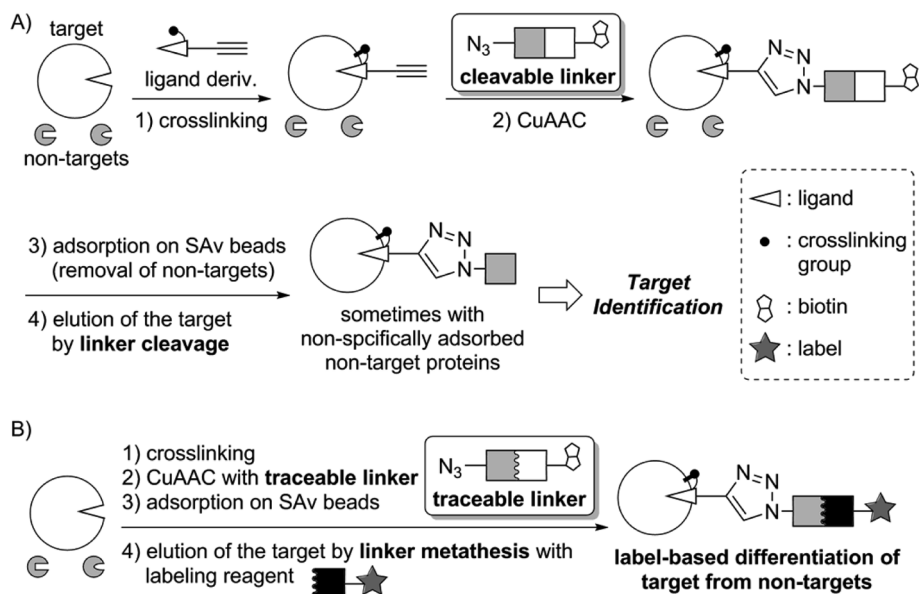 A)
target
ligand deriv.
1) crosslinking
non-targets
N3
cleavable linker
2) CuAAC
N
N
N
3) adsorption on SAv beads
(removal of non-targets)
4) elution of the target
by linker cleavage
N
N
N
sometimes with
non-spcifically adsorbed
non-target proteins
Target
Identification
: ligand
: crosslinking
group
: biotin
: label
B)
1) crosslinking
2) CuAAC with traceable linker
3) adsorption on SAv beads
4) elution of the target by linker metathesis with
labeling reagent
N3
traceable linker
N
N
N
label-based differentiation of
target from non-targets